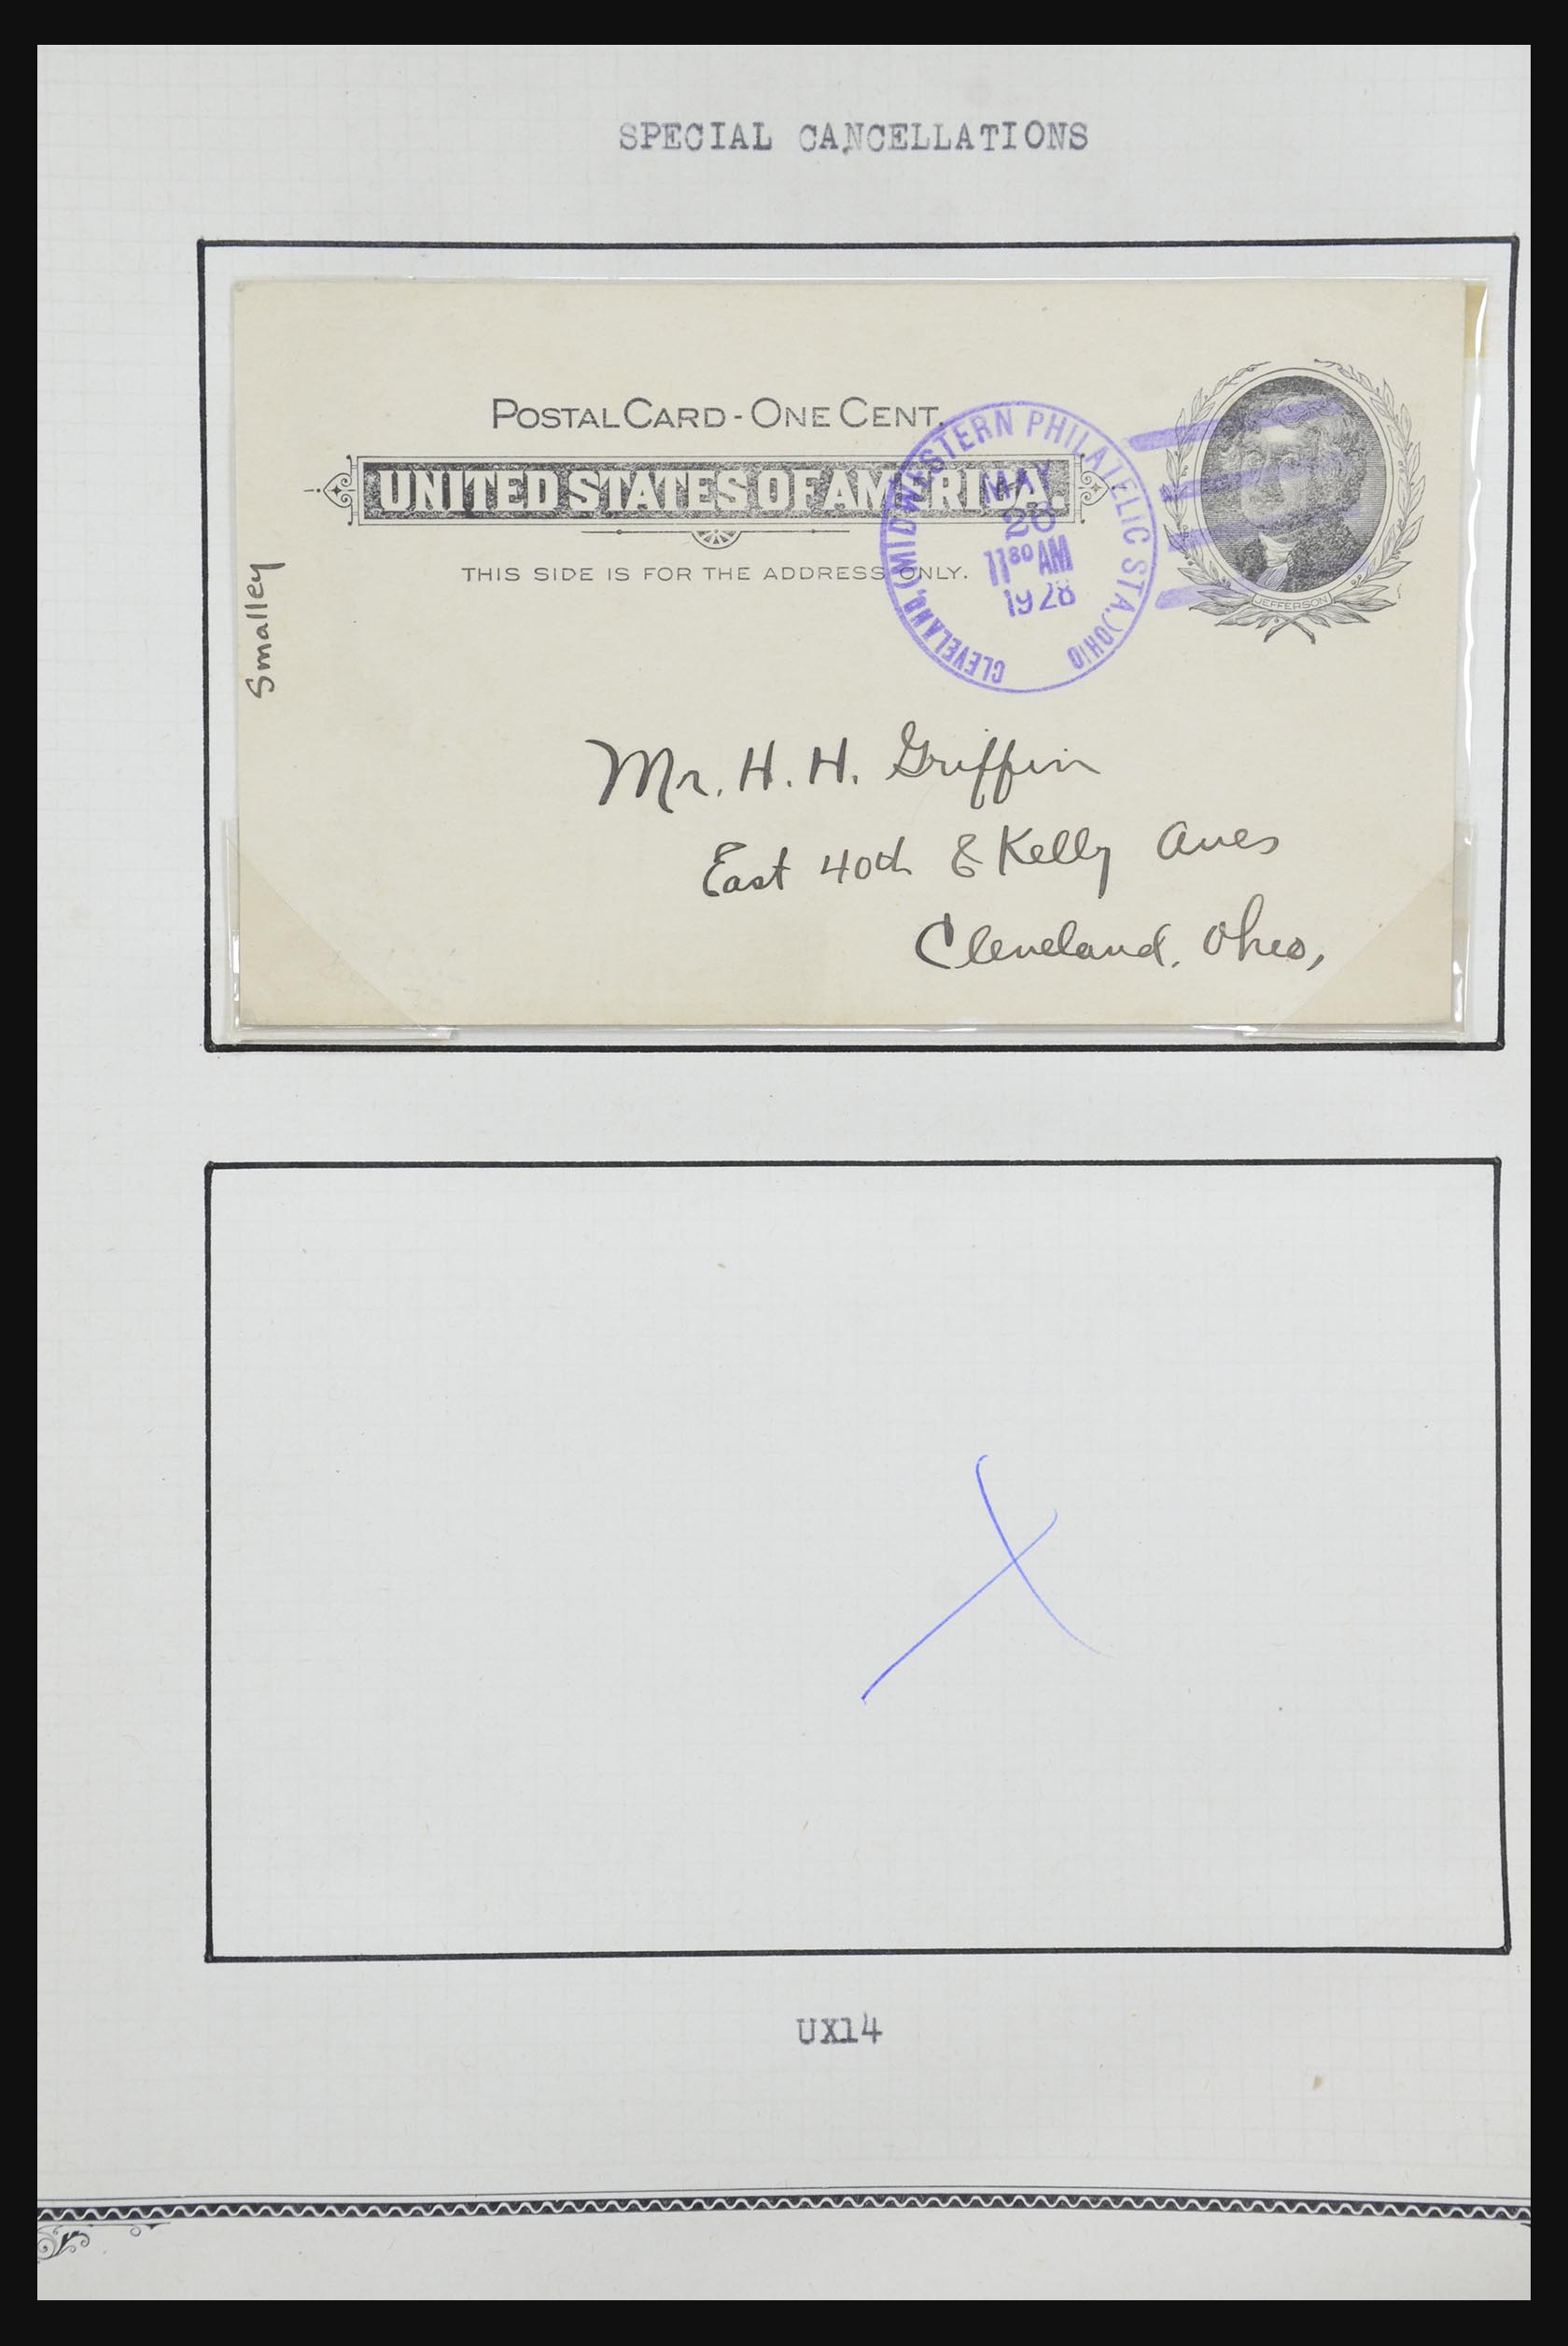 SPECIAL CANCELLATIONS
POSTAL CARD - ONE CENT.
UNITED STATES OF AMERICA.
THIS SIDE IS FOR THE ADDRESS ONLY.
CLEVELAND, (MIDWESTERN PHILATELIC STA.) OHIO
MAY
26
11 30 AM
1928
JEFFERSON
Smalley
Mr. H. H. Griffin
East 40th & Kelly Aves
Cleveland, Ohio,
UX14